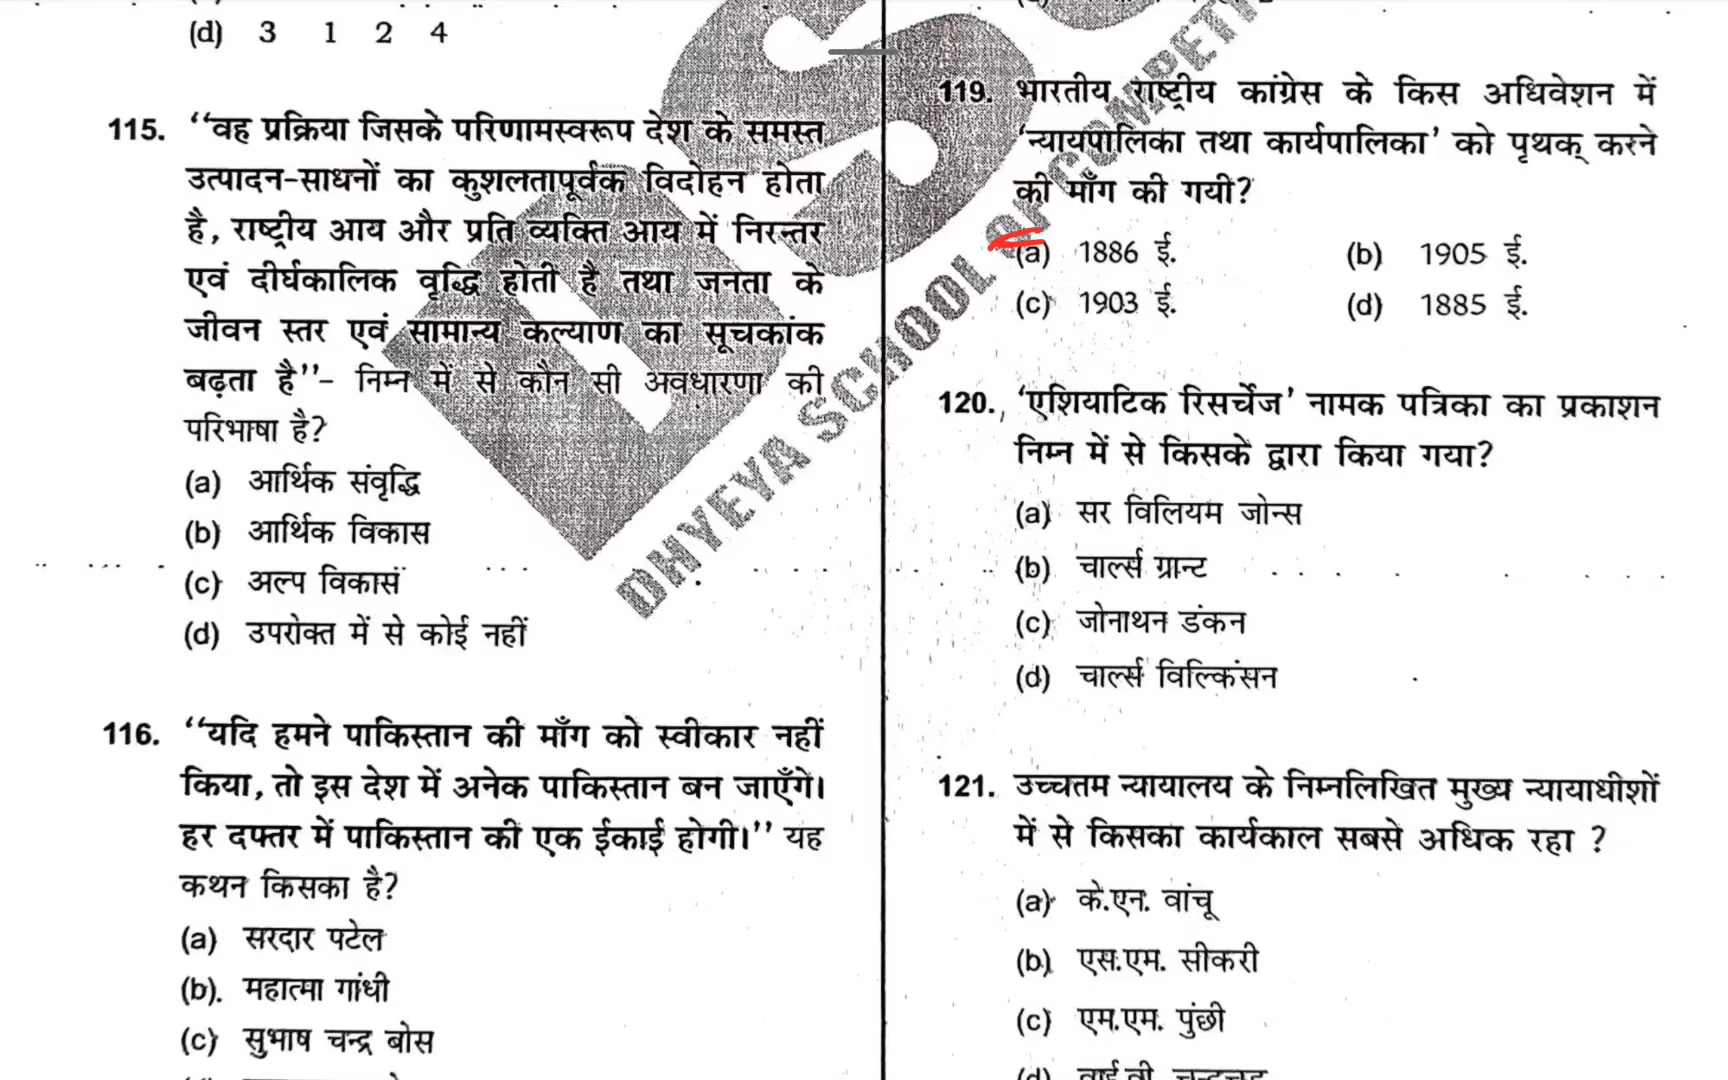 (d) 3 1 2 4
115. ‘‘वह प्रक्रिया जिसके परिणामस्वरूप देश के समस्त
उत्पादन-साधनों का कुशलतापूर्वक विदोहन होता
है, राष्ट्रीय आय और प्रति व्यक्ति आय में निरन्तर
एवं दीर्घकालिक वृद्धि होती है तथा जनता के
जीवन स्तर एवं सामान्य कल्याण का सूचकांक
बढ़ता है’’- निम्न में से कौन सी अवधारणा की
परिभाषा है?
(a) आर्थिक संवृद्धि
(b) आर्थिक विकास
(c) अल्प विकास
(d) उपरोक्त में से कोई नहीं
116. ‘‘यदि हमने पाकिस्तान की माँग को स्वीकार नहीं
किया, तो इस देश में अनेक पाकिस्तान बन जाएँगे।
हर दफ्तर में पाकिस्तान की एक ईकाई होगी।’’ यह
कथन किसका है?
(a) सरदार पटेल
(b). महात्मा गांधी
(c) सुभाष चन्द्र बोस
119. भारतीय राष्ट्रीय कांग्रेस के किस अधिवेशन में
‘न्यायपालिका तथा कार्यपालिका’ को पृथक् करने
की माँग की गयी?
(a) 1886 ई. (b) 1905 ई.
(c) 1903 ई. (d) 1885 ई.
120. ‘एशियाटिक रिसर्चेज’ नामक पत्रिका का प्रकाशन
निम्न में से किसके द्वारा किया गया?
(a) सर विलियम जोन्स
(b) चार्ल्स ग्रान्ट
(c) जोनाथन डंकन
(d) चार्ल्स विल्किंसन
121. उच्चतम न्यायालय के निम्नलिखित मुख्य न्यायाधीशों
में से किसका कार्यकाल सबसे अधिक रहा ?
(a) के.एन. वांचू
(b) एस.एम. सीकरी
(c) एम.एम. पुंछी
(d) वाई.वी. चन्द्रचूड़
DHYEYA SCHOOL OF COMPETI